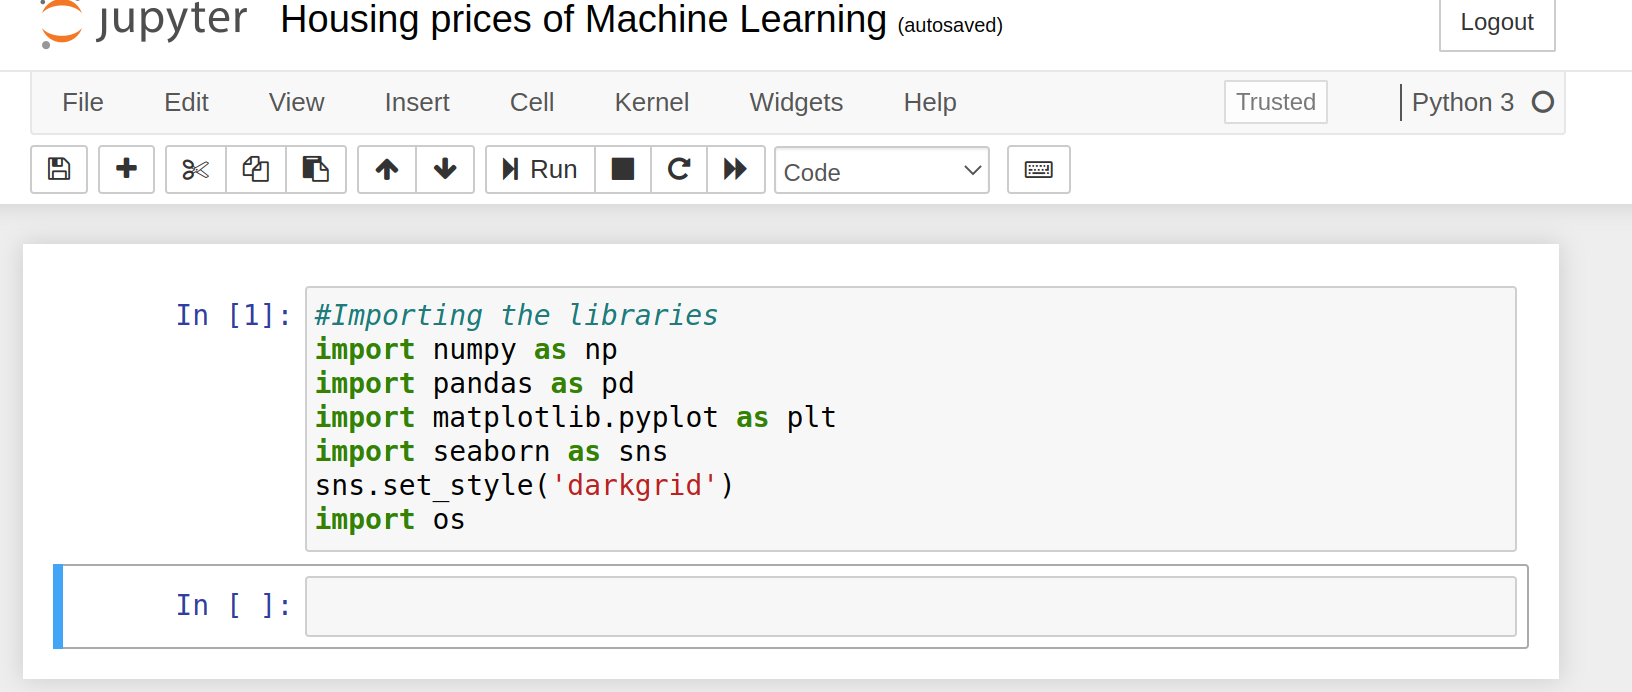 jupyter Housing prices of Machine Learning (autosaved) Logout
File Edit View Insert Cell Kernel Widgets Help Trusted Python 3
Run Code
In [1]: #Importing the libraries
import numpy as np
import pandas as pd
import matplotlib.pyplot as plt
import seaborn as sns
sns.set_style('darkgrid')
import os
In [ ]: